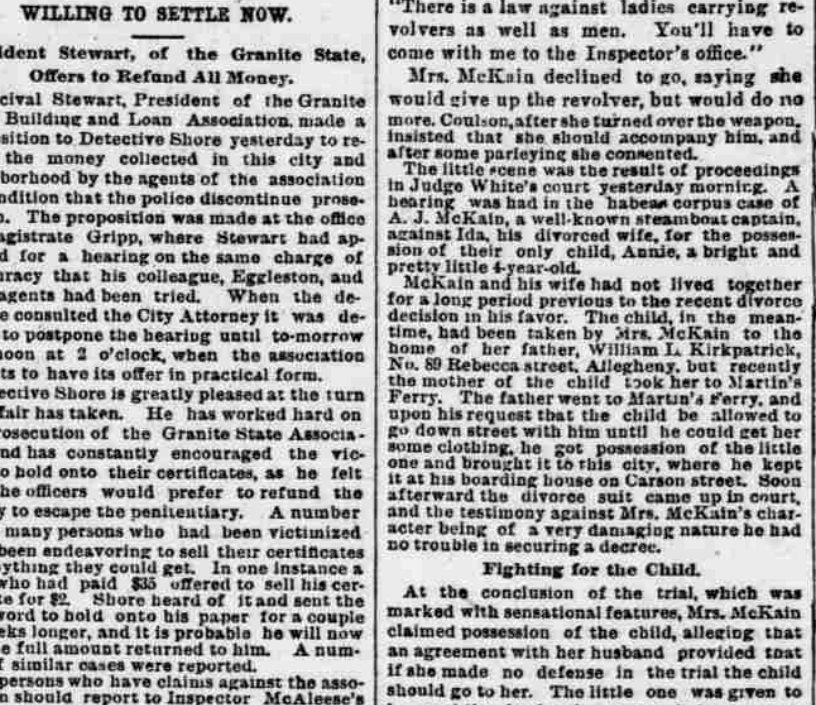 WILLING TO SETTLE NOW.
ident Stewart, of the Granite State,
Offers to Refund All Money.
cival Stewart, President of the Granite
Building and Loan Association, made a
sition to Detective Shore yesterday to re-
the money collected in this city and
borhood by the agents of the association
ndition that the police discontinue prose-
n. The proposition was made at the office
agistrate Gripp, where Stewart had ap-
d for a hearing on the same charge of
iracy that his colleague, Eggleston, and
agents had been tried. When the de-
e consulted the City Attorney it was de-
to postpone the hearing until to-morrow
noon at 2 o'clock, when the association
ts to have its offer in practical form.
ective Shore is greatly pleased at the turn
fair has taken. He has worked hard on
rosecution of the Granite State Associa-
nd has constantly encouraged the vic-
o hold onto their certificates, as he felt
he officers would prefer to refund the
y to escape the penitentiary. A number
many persons who had been victimized
been endeavoring to sell their certificates
ything they could get. In one instance a
who had paid $35 offered to sell his cer-
te for $2. Shore heard of it and sent the
word to hold onto his paper for a couple
eks longer, and it is probable he will now
e full amount returned to him. A num-
f similar cases were reported.
persons who have claims against the asso-
n should report to Inspector McAleese's
"There is a law against ladies carrying re-
volvers as well as men. You'll have to
come with me to the Inspector's office."
Mrs. McKain declined to go, saying she
would give up the revolver, but would do no
more. Coulson, after she turned over the weapon,
insisted that she should accompany him, and
after some parleying she consented.
The little scene was the result of proceedings
in Judge White's court yesterday morning. A
hearing was had in the habeas corpus case of
A. J. McKain, a well-known steamboat captain,
against Ida, his divorced wife, for the posses-
sion of their only child, Annie, a bright and
pretty little 4-year-old.
McKain and his wife had not lived together
for a long period previous to the recent divorce
decision in his favor. The child, in the mean-
time, had been taken by Mrs. McKain to the
home of her father, William L. Kirkpatrick,
No. 89 Rebecca street, Allegheny, but recently
the mother of the child took her to Martin's
Ferry. The father went to Martin's Ferry, and
upon his request that the child be allowed to
go down street with him until he could get her
some clothing, he got possession of the little
one and brought it to this city, where he kept
it at his boarding house on Carson street. Soon
afterward the divorce suit came up in court,
and the testimony against Mrs. McKain's char-
acter being of a very damaging nature he had
no trouble in securing a decree.
Fighting for the Child.
At the conclusion of the trial, which was
marked with sensational features, Mrs. McKain
claimed possession of the child, alleging that
an agreement with her husband provided that
if she made no defense in the trial the child
should go to her. The little one was given to